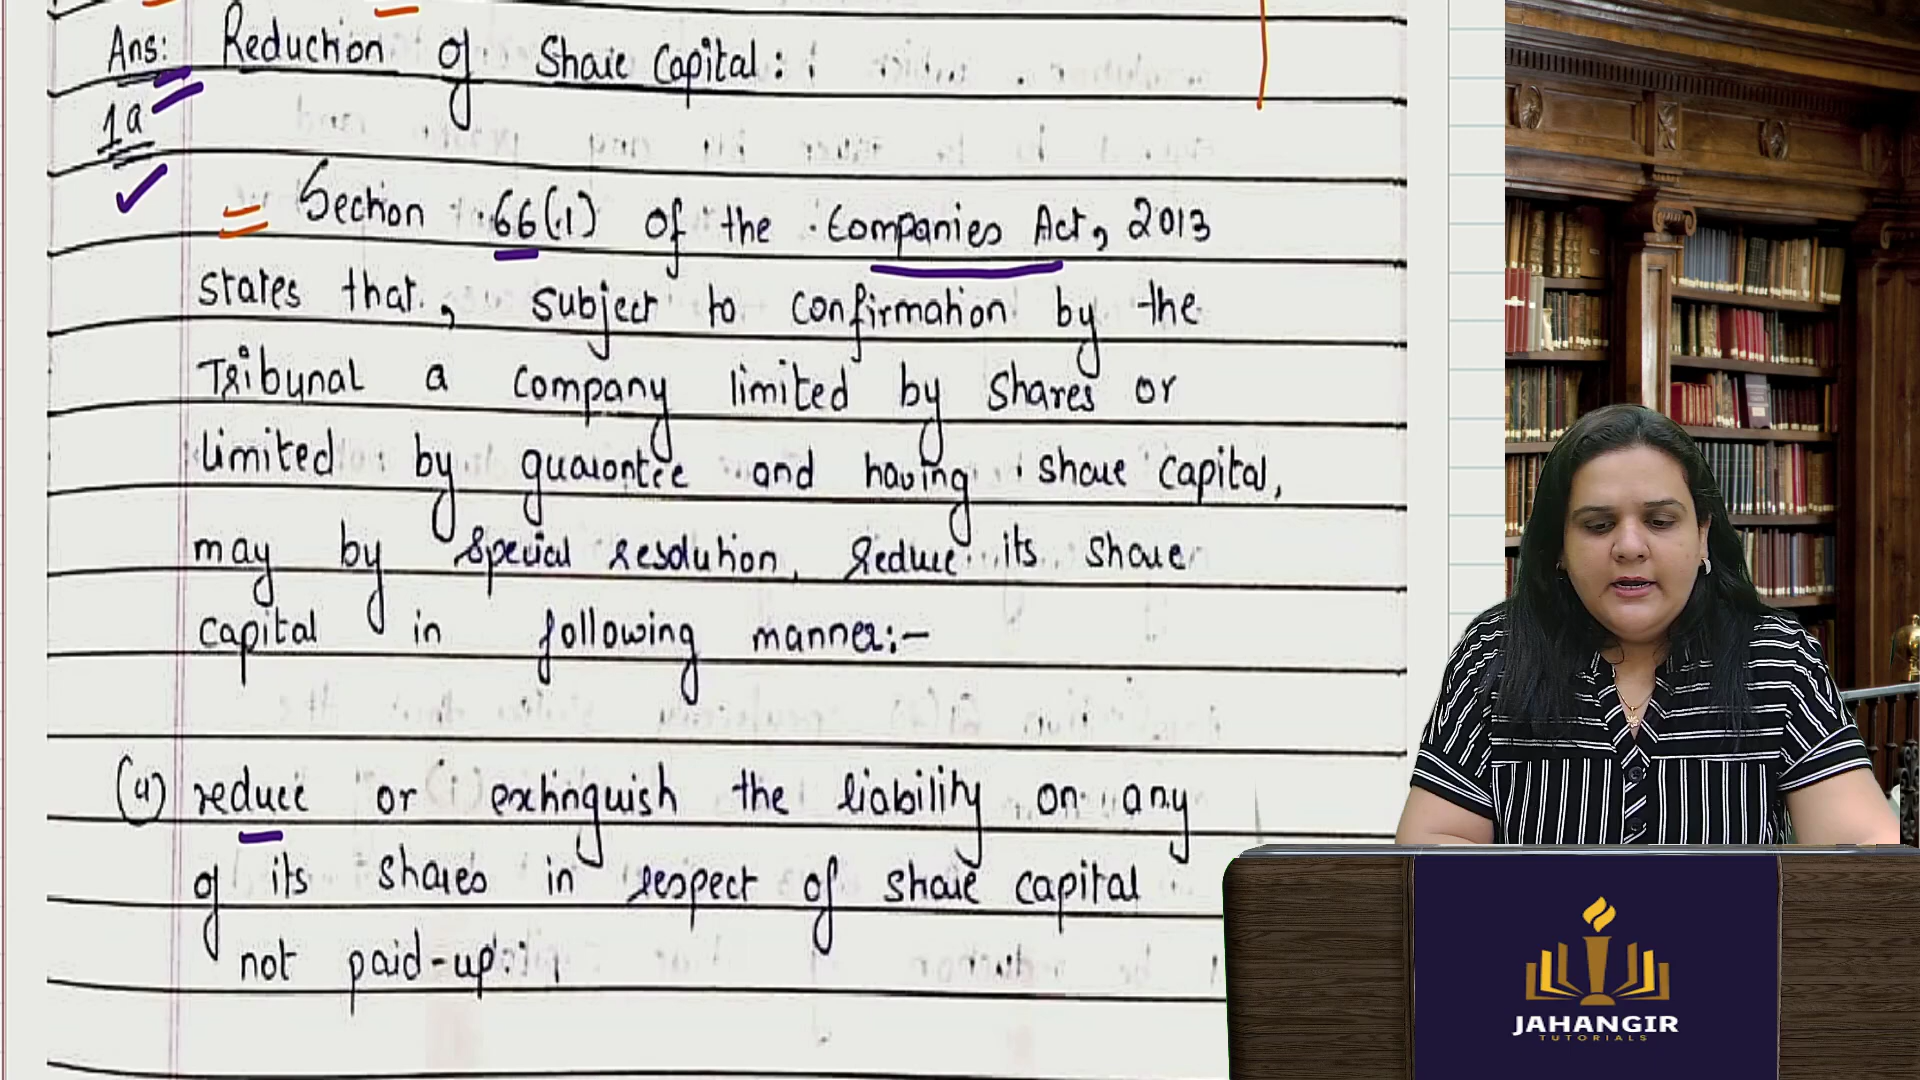 Ans: Reduction of Share Capital:
1a
Section 66(1) of the Companies Act, 2013
states that, subject to confirmation by the
Tribunal a company limited by shares or
limited by guarantee and having share capital,
may by special resolution, reduce its share
capital in following manner:-
(a) reduce or extinguish the liability on any
of its shares in respect of share capital
not paid-up:
JAHANGIR
TUTORIALS